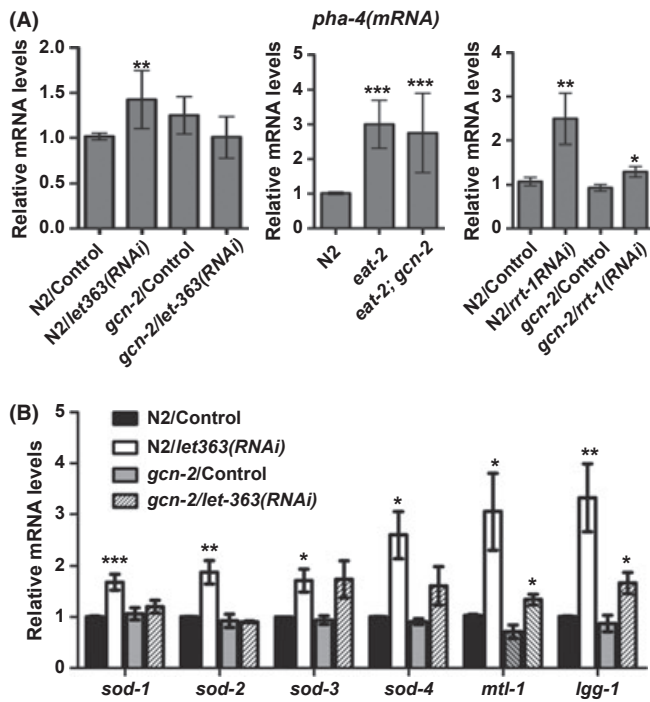 (A)
pha-4(mRNA)
Relative mRNA levels
2.0
1.5
1.0
0.5
0.0
**
N2/Control
N2/let363(RNAi)
gcn-2/Control
gcn-2/let-363(RNAi)
Relative mRNA levels
5
4
3
2
1
0
***
***
N2
eat-2
eat-2; gcn-2
Relative mRNA levels
4
3
2
1
0
**
*
N2/Control
N2/rrt-1RNAi)
gcn-2/Control
gcn-2/rrt-1(RNAi)
(B)
Relative mRNA levels
5
4
3
2
1
0
N2/Control
N2/let363(RNAi)
gcn-2/Control
gcn-2/let-363(RNAi)
***
**
*
*
*
*
**
*
sod-1
sod-2
sod-3
sod-4
mtl-1
lgg-1